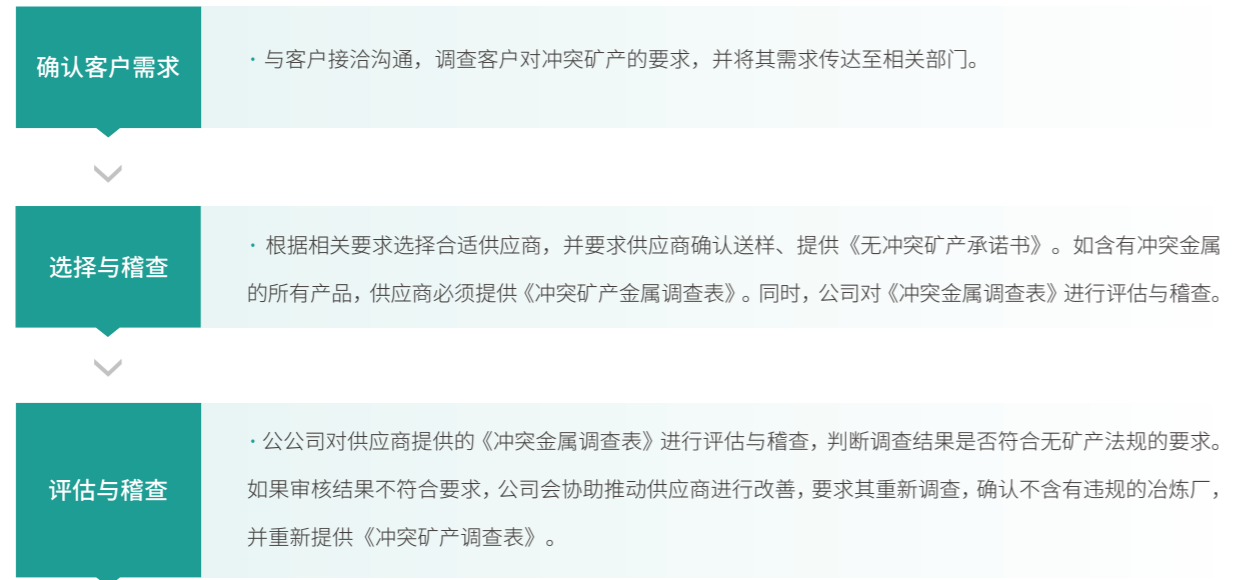 确认客户需求
·与客户接洽沟通，调查客户对冲突矿产的要求，并将其需求传达至相关部门。
选择与稽查
·根据相关要求选择合适供应商，并要求供应商确认送样、提供《无冲突矿产承诺书》。如含有冲突金属
的所有产品，供应商必须提供《冲突矿产金属调查表》。同时，公司对《冲突金属调查表》进行评估与稽查。
评估与稽查
·公公司对供应商提供的《冲突金属调查表》进行评估与稽查，判断调查结果是否符合无矿产法规的要求。
如果审核结果不符合要求，公司会协助推动供应商进行改善，要求其重新调查，确认不含有违规的冶炼厂，
并重新提供《冲突矿产调查表》。